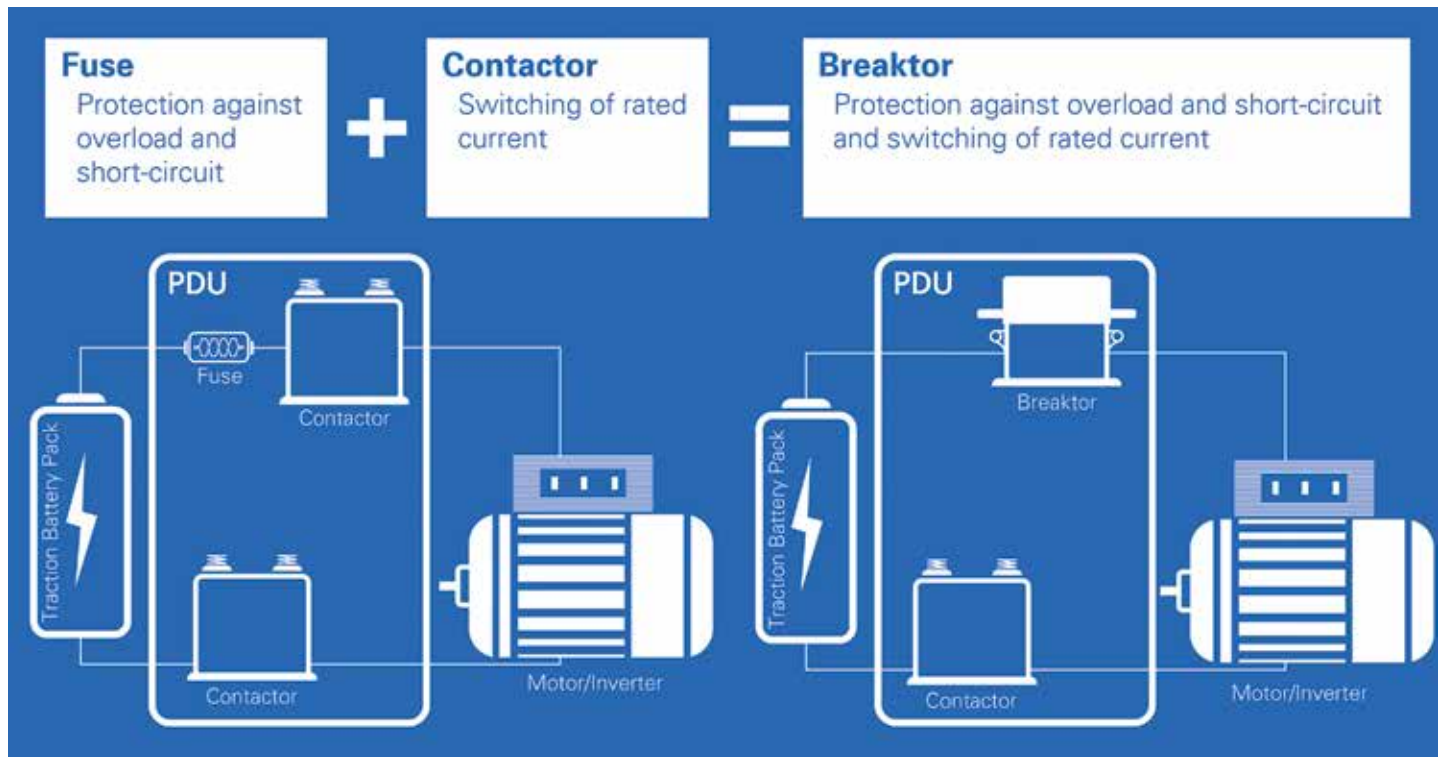 Fuse
Protection against
overload and
short-circuit
+
Contactor
Switching of rated
current
=
Breaktor
Protection against overload and short-circuit
and switching of rated current
PDU
Fuse
Contactor
Traction Battery Pack
Contactor
Motor/Inverter
PDU
Breaktor
Traction Battery Pack
Contactor
Motor/Inverter